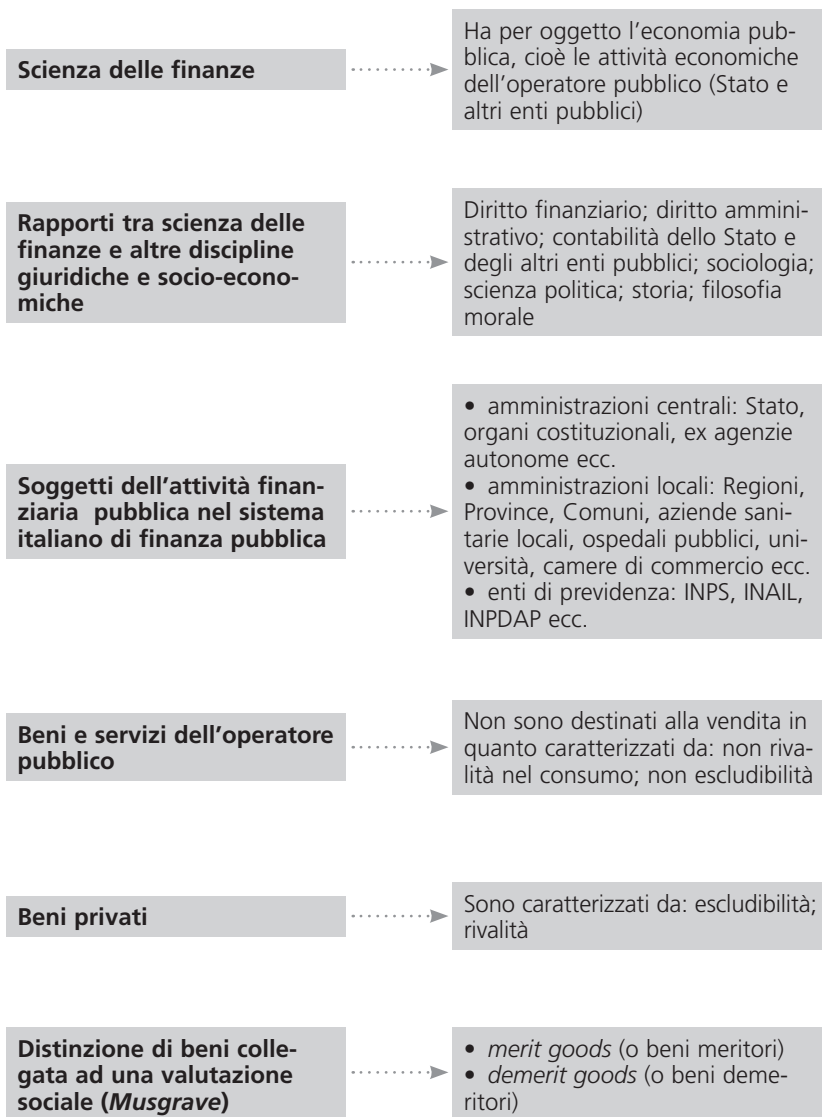 Scienza delle finanze
Ha per oggetto l'economia pub-
blica, cioè le attività economiche
dell'operatore pubblico (Stato e
altri enti pubblici)
Rapporti tra scienza delle
finanze e altre discipline
giuridiche e socio-econo-
miche
Diritto finanziario; diritto ammini-
strativo; contabilità dello Stato e
degli altri enti pubblici; sociologia;
scienza politica; storia; filosofia
morale
Soggetti dell'attività finan-
ziaria pubblica nel sistema
italiano di finanza pubblica
• amministrazioni centrali: Stato,
organi costituzionali, ex agenzie
autonome ecc.
• amministrazioni locali: Regioni,
Province, Comuni, aziende sani-
tarie locali, ospedali pubblici, uni-
versità, camere di commercio ecc.
• enti di previdenza: INPS, INAIL,
INPDAP ecc.
Beni e servizi dell'operatore
pubblico
Non sono destinati alla vendita in
quanto caratterizzati da: non riva-
lità nel consumo; non escludibilità
Beni privati
Sono caratterizzati da: escludibilità;
rivalità
Distinzione di beni colle-
gata ad una valutazione
sociale (Musgrave)
• merit goods (o beni meritori)
• demerit goods (o beni deme-
ritori)